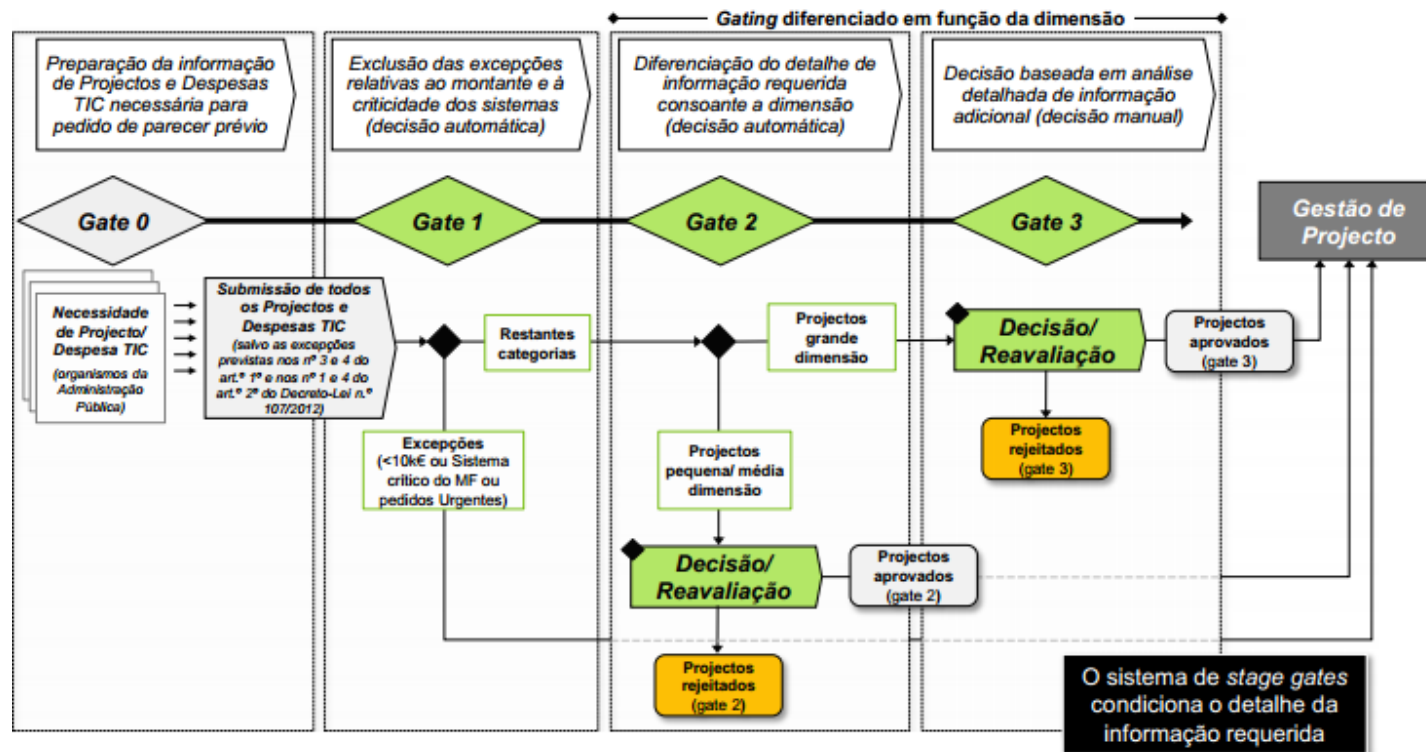 Gating diferenciado em função da dimensão
Preparação da informação
de Projectos e Despesas
TIC necessária para
pedido de parecer prévio
Exclusão das excepções
relativas ao montante e à
criticidade dos sistemas
(decisão automática)
Diferenciação do detalhe de
informação requerida
consoante a dimensão
(decisão automática)
Decisão baseada em análise
detalhada de informação
adicional (decisão manual)
Gate 0
Gate 1
Gate 2
Gate 3
Gestão de
Projecto
Necessidade
de Projecto/
Despesa TIC
(organismos da
Administração
Pública)
Submissão de todos
os Projectos e
Despesas TIC
(salvo as excepções
previstas nos nº 3 e 4 do
art.º 1º e nos nº 1 e 4 do
art.º 2º do Decreto-Lei n.º
107/2012)
Restantes
categorias
Projectos
grande
dimensão
Decisão/
Reavaliação
Projectos
aprovados
(gate 3)
Excepções
(<10k€ ou Sistema
crítico do MF ou
pedidos Urgentes)
Projectos
pequena/ média
dimensão
Projectos
rejeitados
(gate 3)
Decisão/
Reavaliação
Projectos
aprovados
(gate 2)
Projectos
rejeitados
(gate 2)
O sistema de stage gates
condiciona o detalhe da
informação requerida